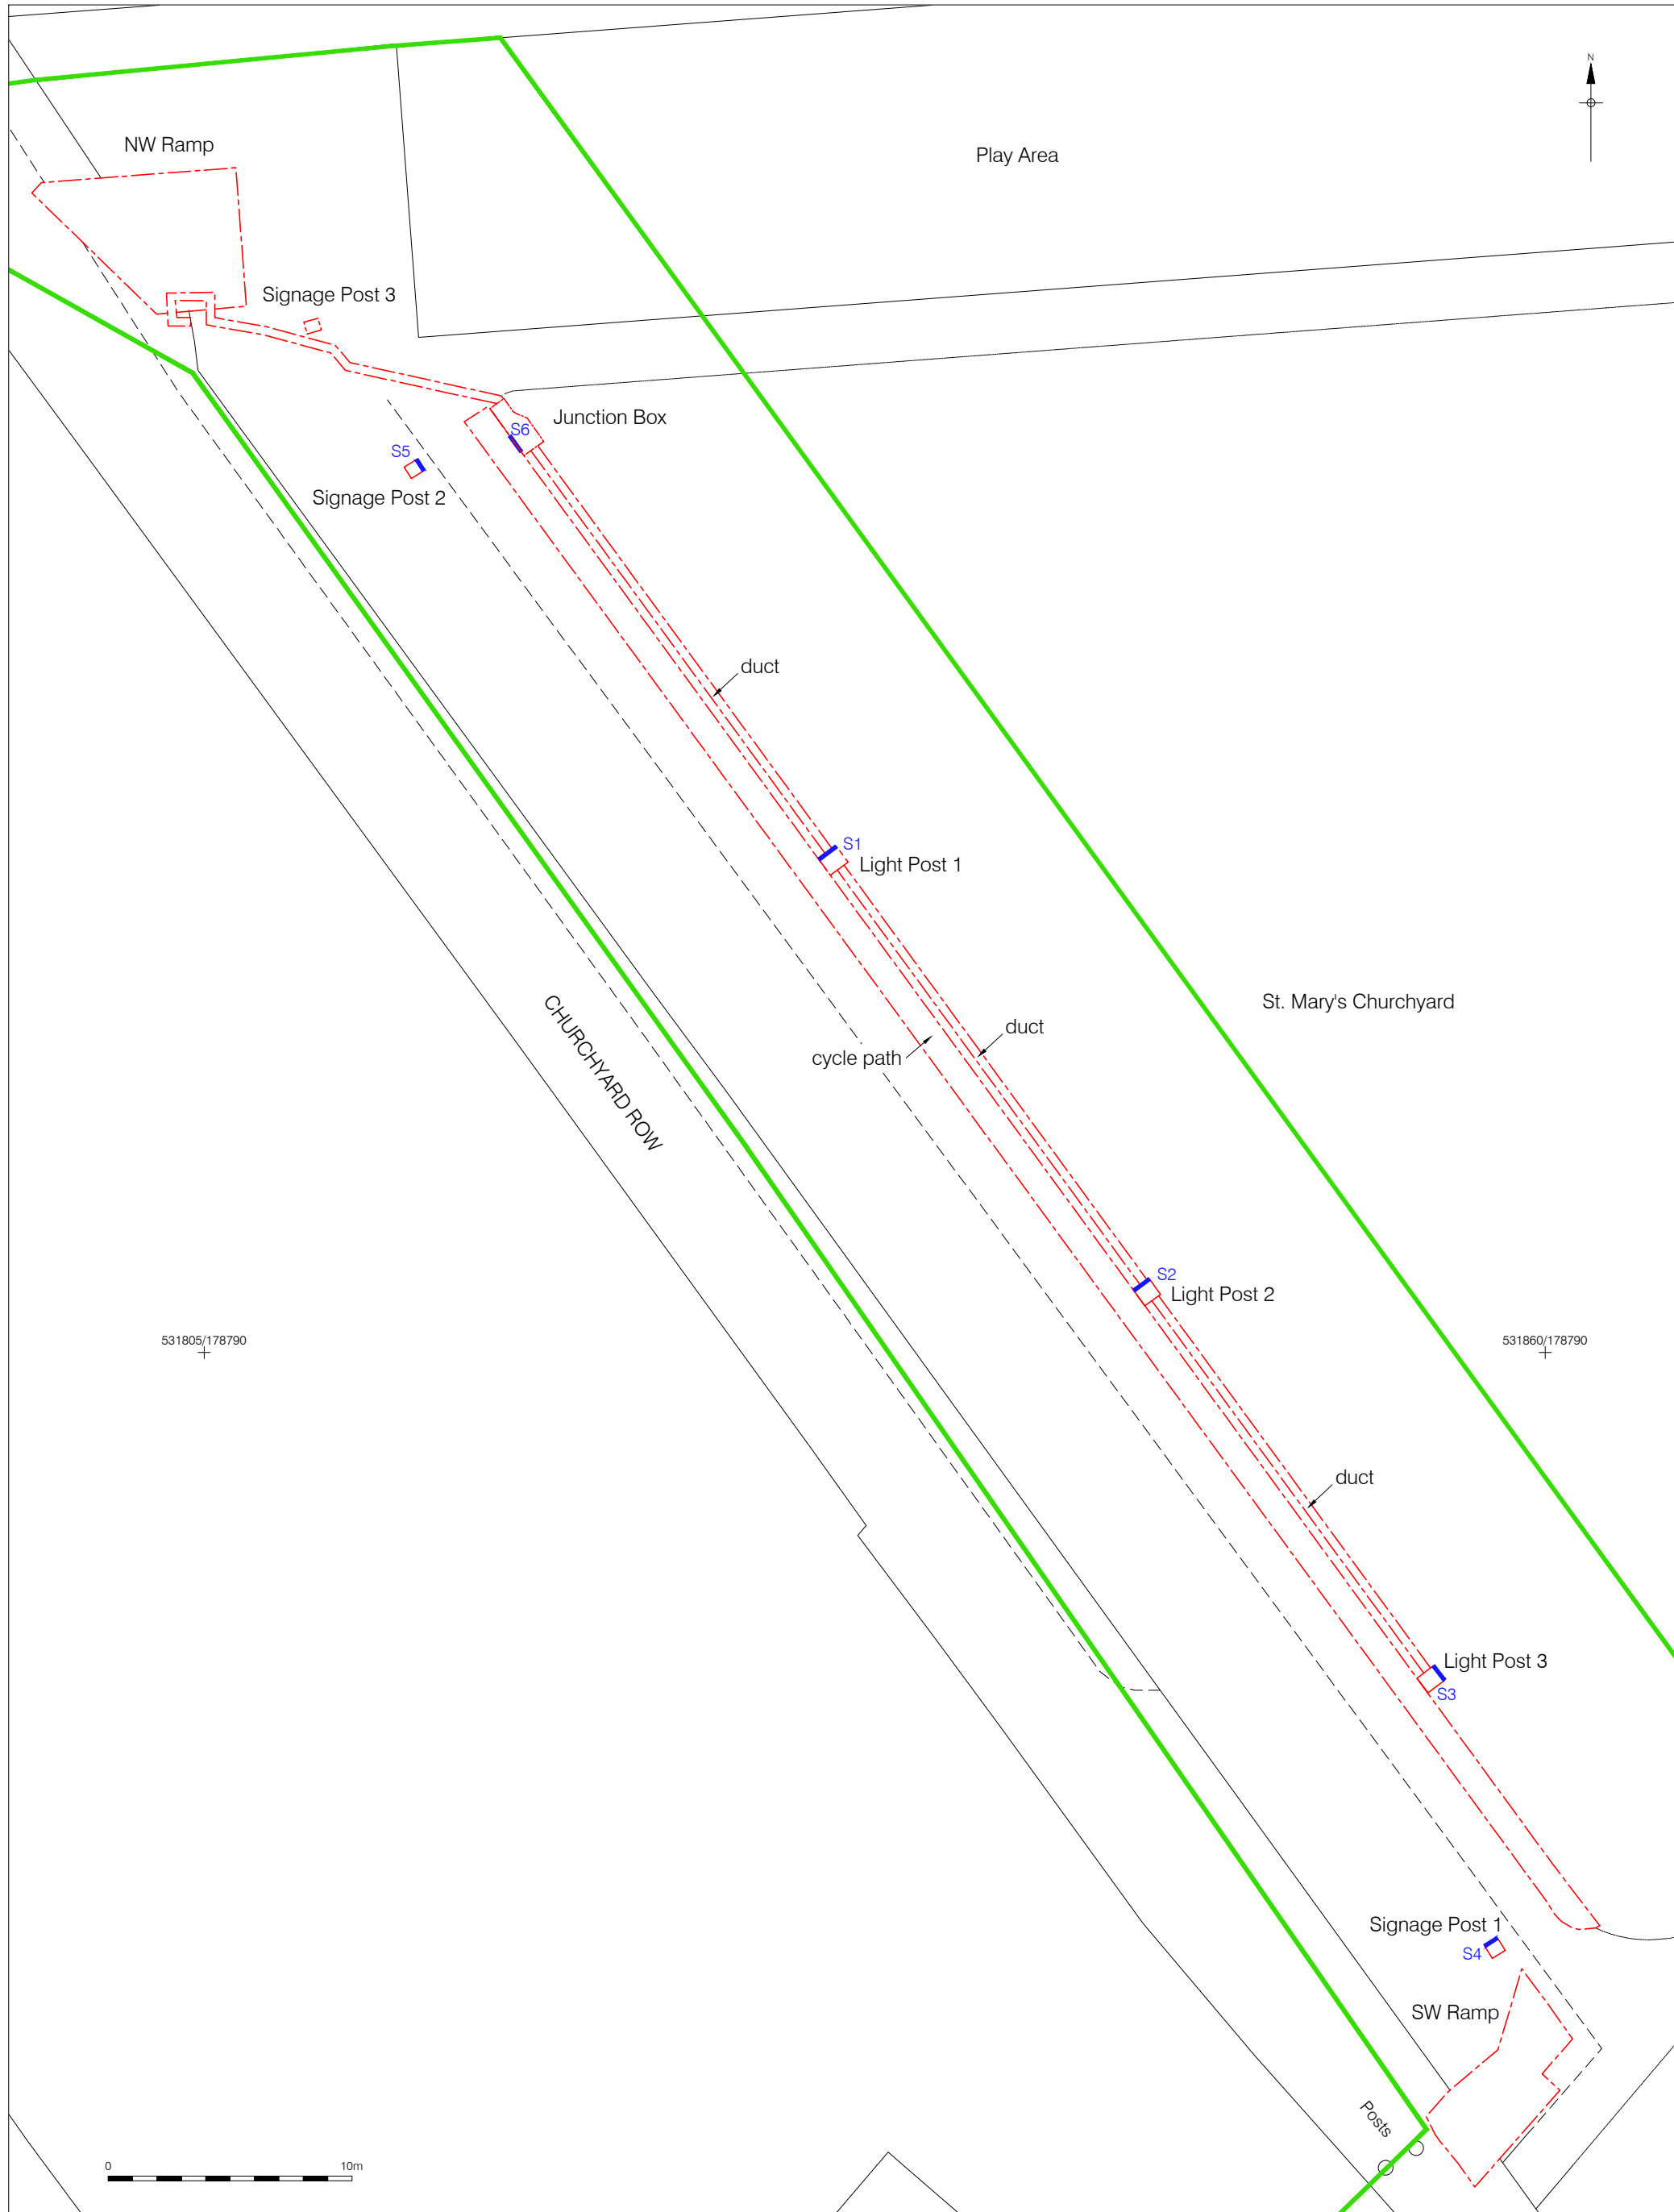 N
NW Ramp
Play Area
Signage Post 3
Junction Box
S6
S5
Signage Post 2
duct
S1
Light Post 1
St. Mary's Churchyard
duct
cycle path
CHURCHYARD ROW
S2
Light Post 2
531805/178790
531860/178790
duct
Light Post 3
S3
Signage Post 1
S4
SW Ramp
Posts
0
10m